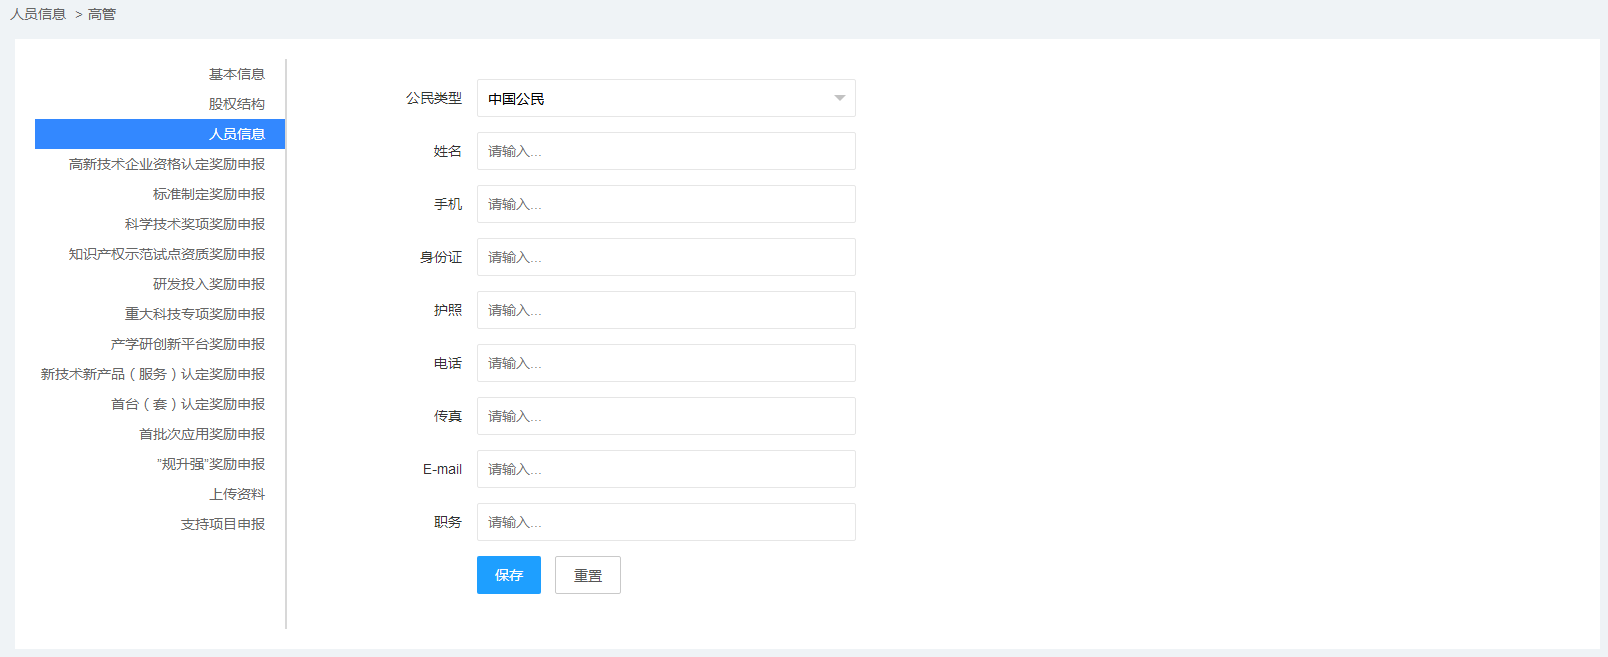 人员信息 > 高管
基本信息
股权结构
人员信息
高新技术企业资格认定奖励申报
标准制定奖励申报
科学技术奖项奖励申报
知识产权示范试点资质奖励申报
研发投入奖励申报
重大科技专项奖励申报
产学研创新平台奖励申报
新技术新产品（服务）认定奖励申报
首台（套）认定奖励申报
首批次应用奖励申报
”规升强”奖励申报
上传资料
支持项目申报
公民类型 中国公民
姓名 请输入...
手机 请输入...
身份证 请输入...
护照 请输入...
电话 请输入...
传真 请输入...
E-mail 请输入...
职务 请输入...
保存 重置